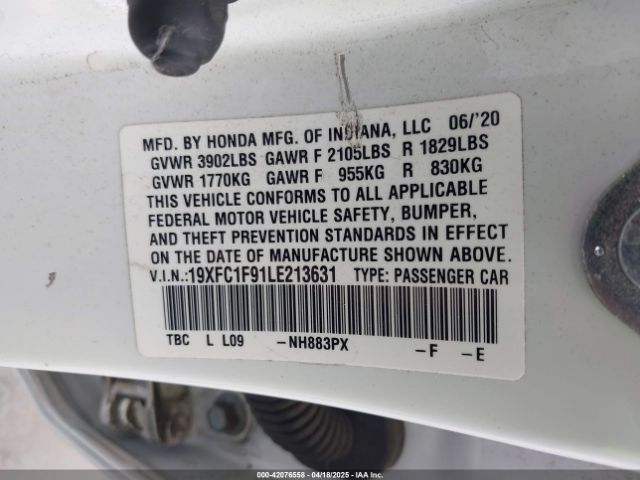 MFD. BY HONDA MFG. OF INDIANA, LLC 06/'20
GVWR 3902LBS GAWR F 2105LBS R 1829LBS
GVWR 1770KG GAWR F 955KG R 830KG
THIS VEHICLE CONFORMS TO ALL APPLICABLE
FEDERAL MOTOR VEHICLE SAFETY, BUMPER,
AND THEFT PREVENTION STANDARDS IN EFFECT
ON THE DATE OF MANUFACTURE SHOWN ABOVE.
V.I.N.:19XFC1F91LE213631 TYPE: PASSENGER CAR
TBC L L09 -NH883PX -F -E
000-42076558 - 04/18/2025 - IAA Inc.